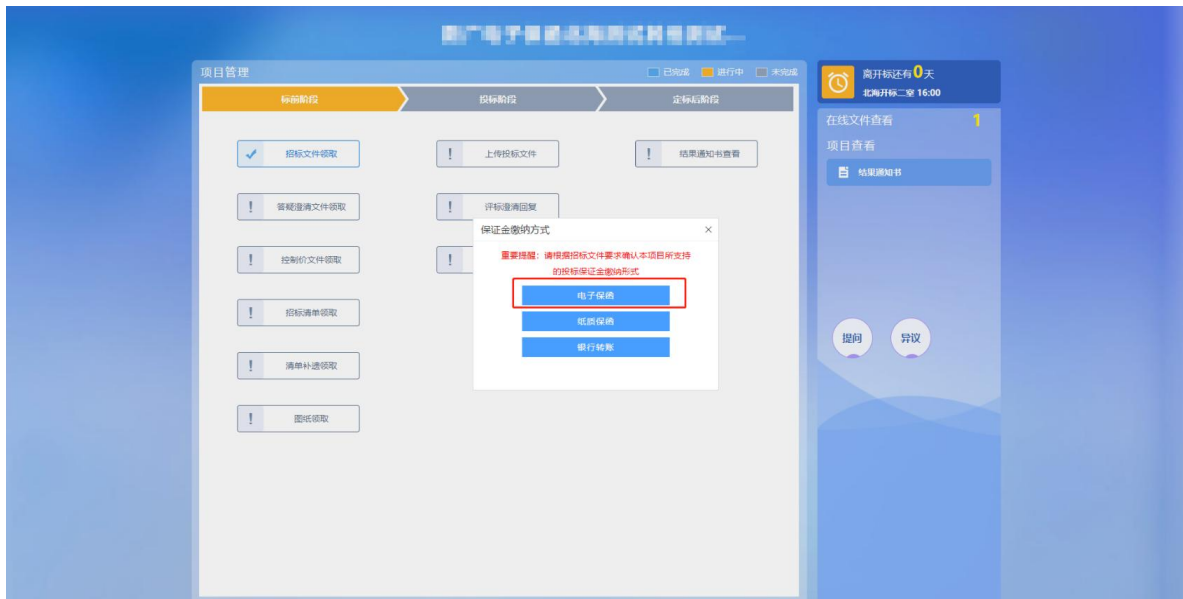 项目管理
已完成 进行中 未完成
标前阶段
投标阶段
定标后阶段
招标文件领取
上传投标文件
结果通知书查看
答疑澄清文件领取
评标澄清回复
控制价文件领取
招标清单领取
清单补遗领取
图纸领取
保证金缴纳方式
重要提醒：请根据招标文件要求确认本项目所支持
的投标保证金缴纳形式
电子保函
纸质保函
银行转账
离开标还有0天
北海开标二室 16:00
在线文件查看 1
项目查看
结果通知书
提问
异议